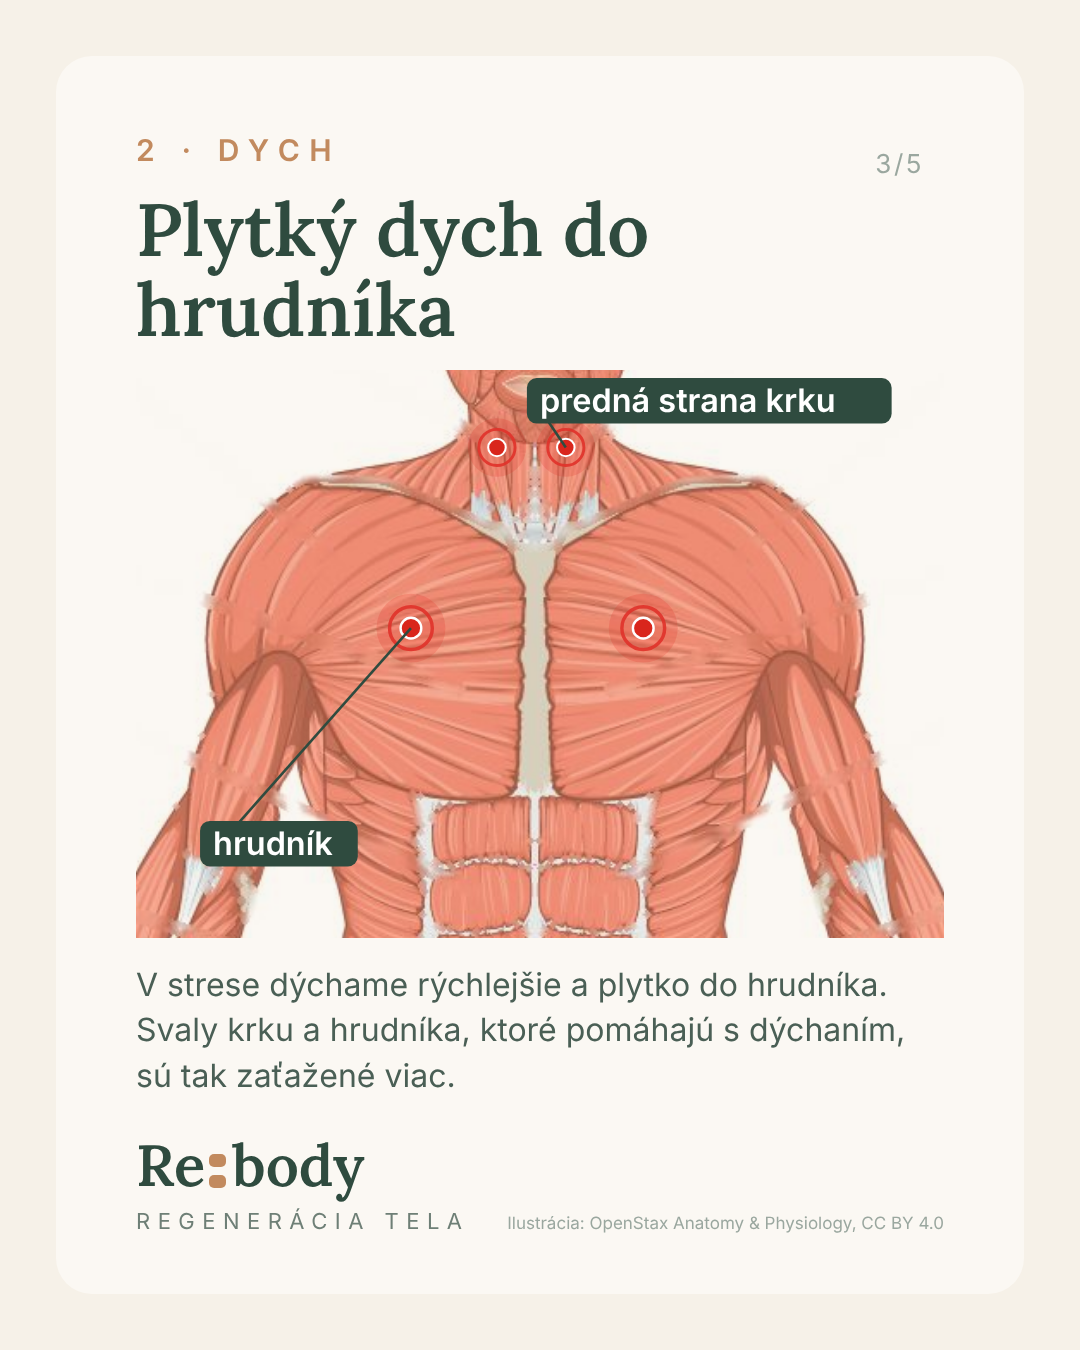 2 · DYCH
3/5
Plytký dych do
hrudníka
predná strana krku
hrudník
V strese dýchame rýchlejšie a plytko do hrudníka.
Svaly krku a hrudníka, ktoré pomáhajú s dýchaním,
sú tak zaťažené viac.
Re:body
REGENERÁCIA TELA
Ilustrácia: OpenStax Anatomy & Physiology, CC BY 4.0